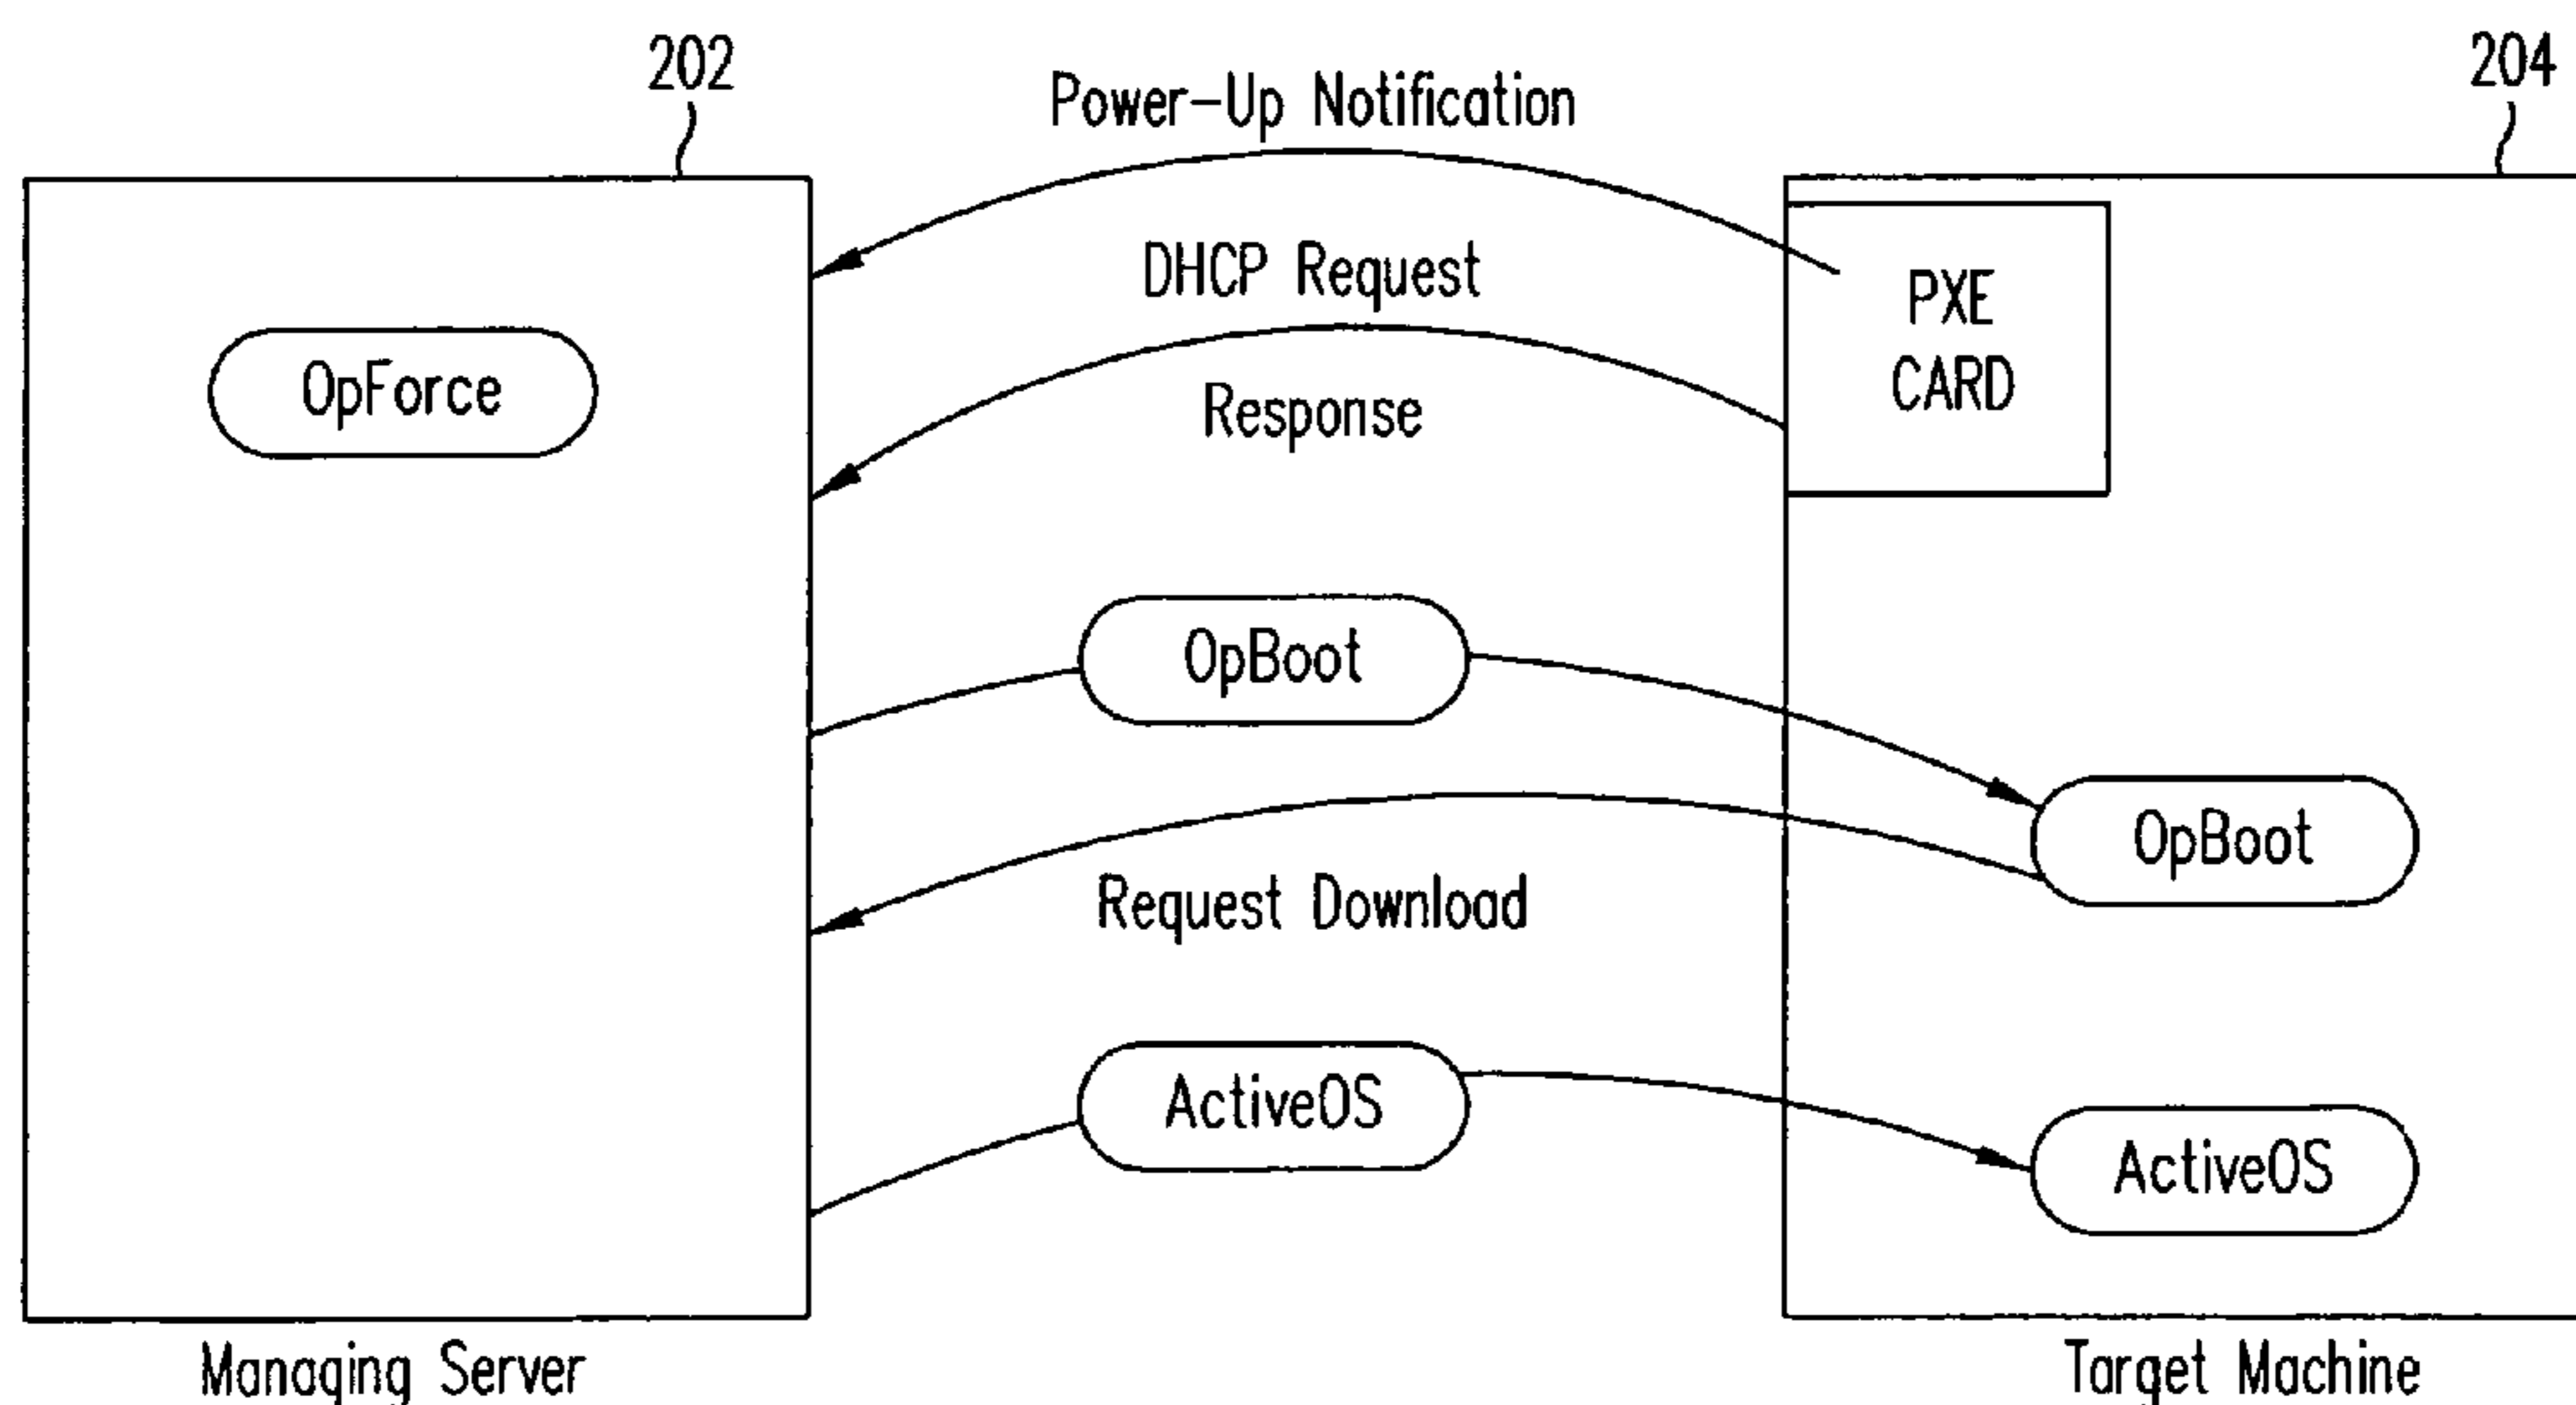 202
204
Power-Up Notification
DHCP Request
PXE
CARD
OpForce
Response
OpBoot
OpBoot
Request Download
ActiveOS
ActiveOS
Managing Server
Target Machine